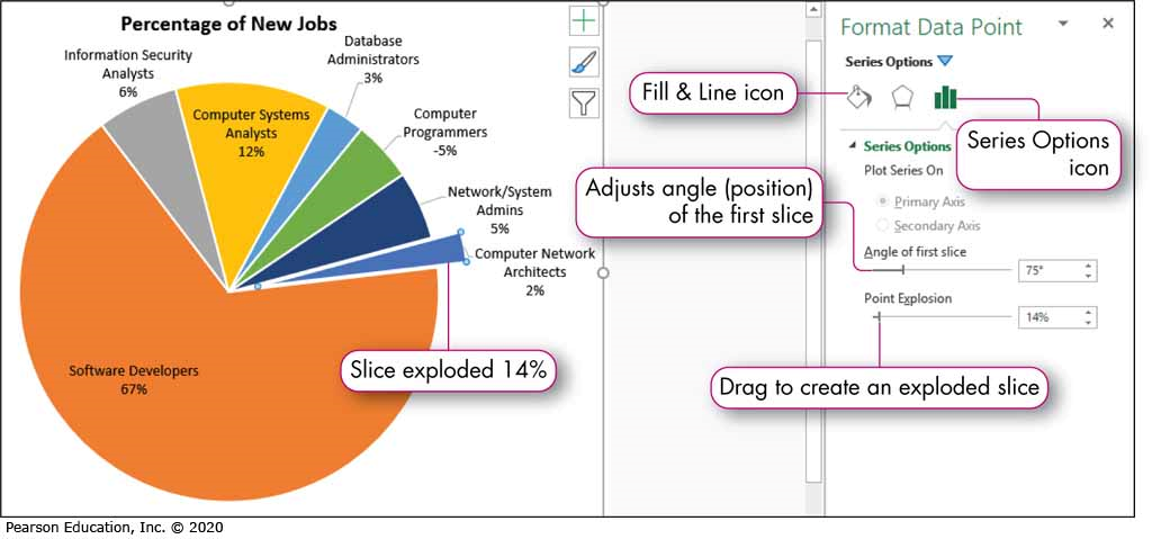 Percentage of New Jobs
Information Security
Analysts
6%
Computer Systems
Analysts
12%
Database
Administrators
3%
Computer
Programmers
-5%
Network/System
Admins
5%
Computer Network
Architects
2%
Software Developers
67%
Slice exploded 14%
Format Data Point
Series Options
Fill & Line icon
Series Options
icon
Series Options
Plot Series On
Primary Axis
Secondary Axis
Adjusts angle (position)
of the first slice
Angle of first slice
75°
Point Explosion
14%
Drag to create an exploded slice
Pearson Education, Inc. © 2020